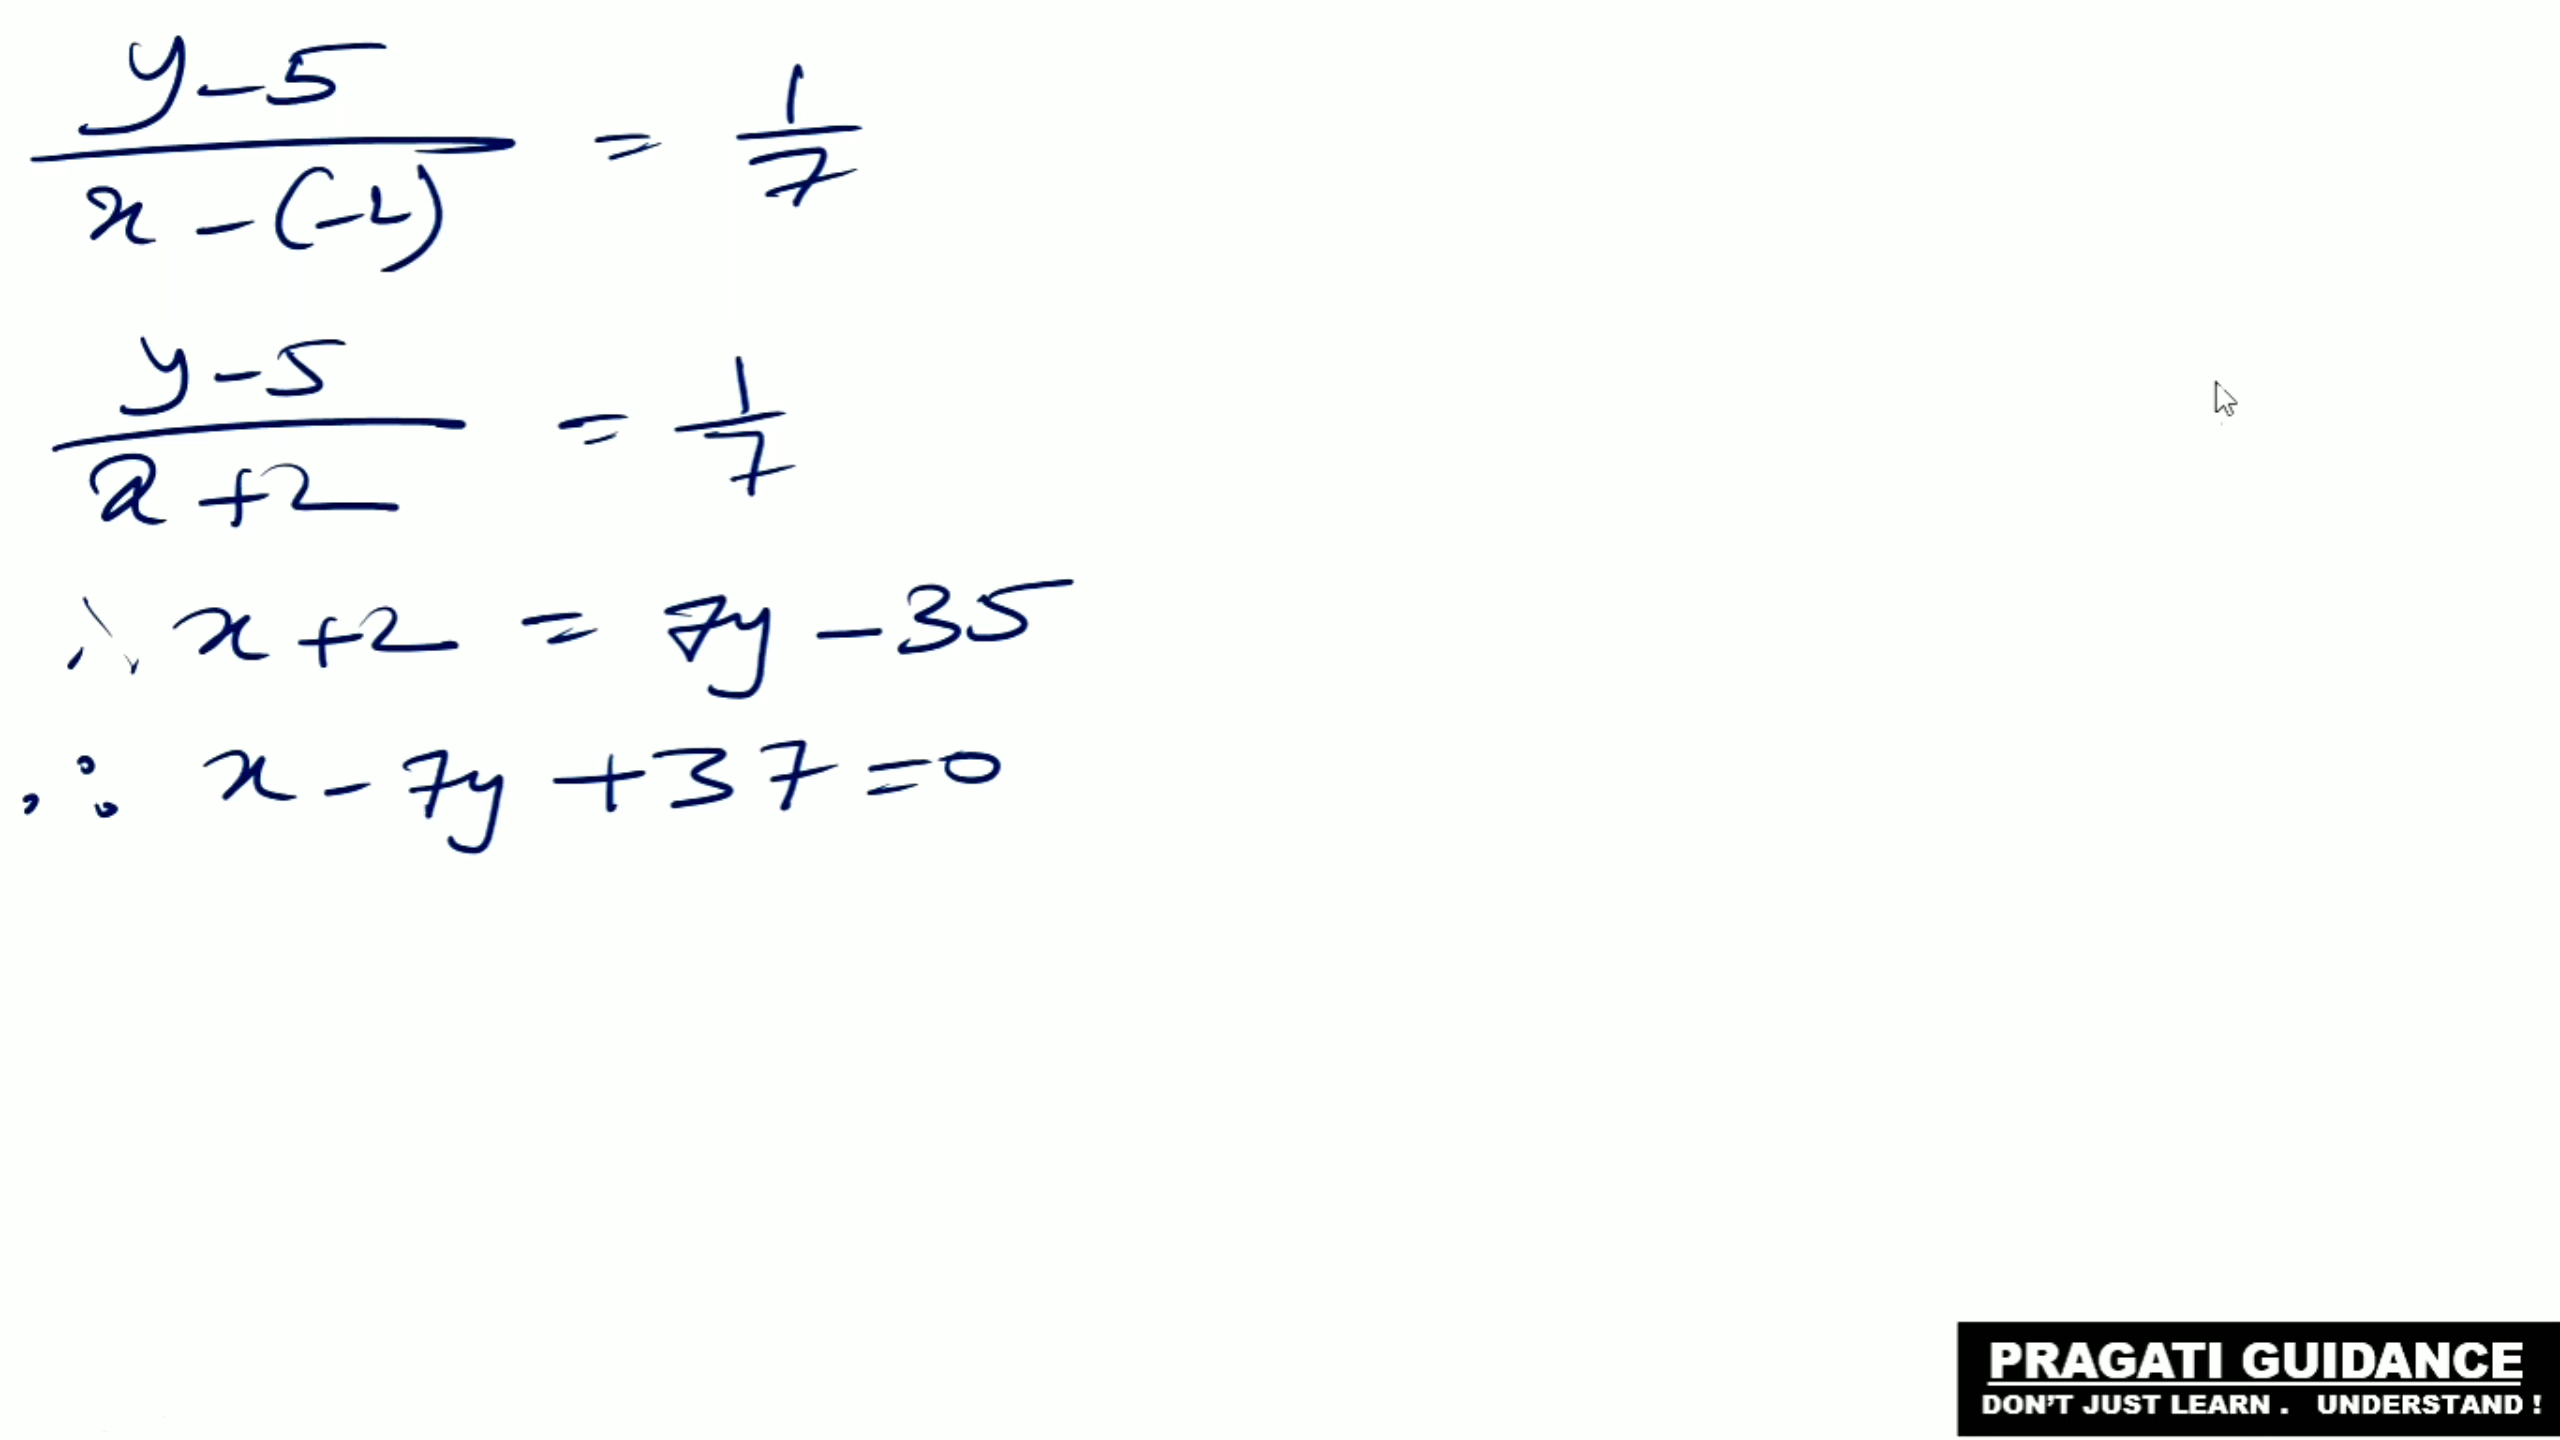 y-5 / x-(-2) = 1/7
y-5 / x+2 = 1/7
∴ x+2 = 7y-35
∴ x-7y+37=0
PRAGATI GUIDANCE
DON'T JUST LEARN . UNDERSTAND !